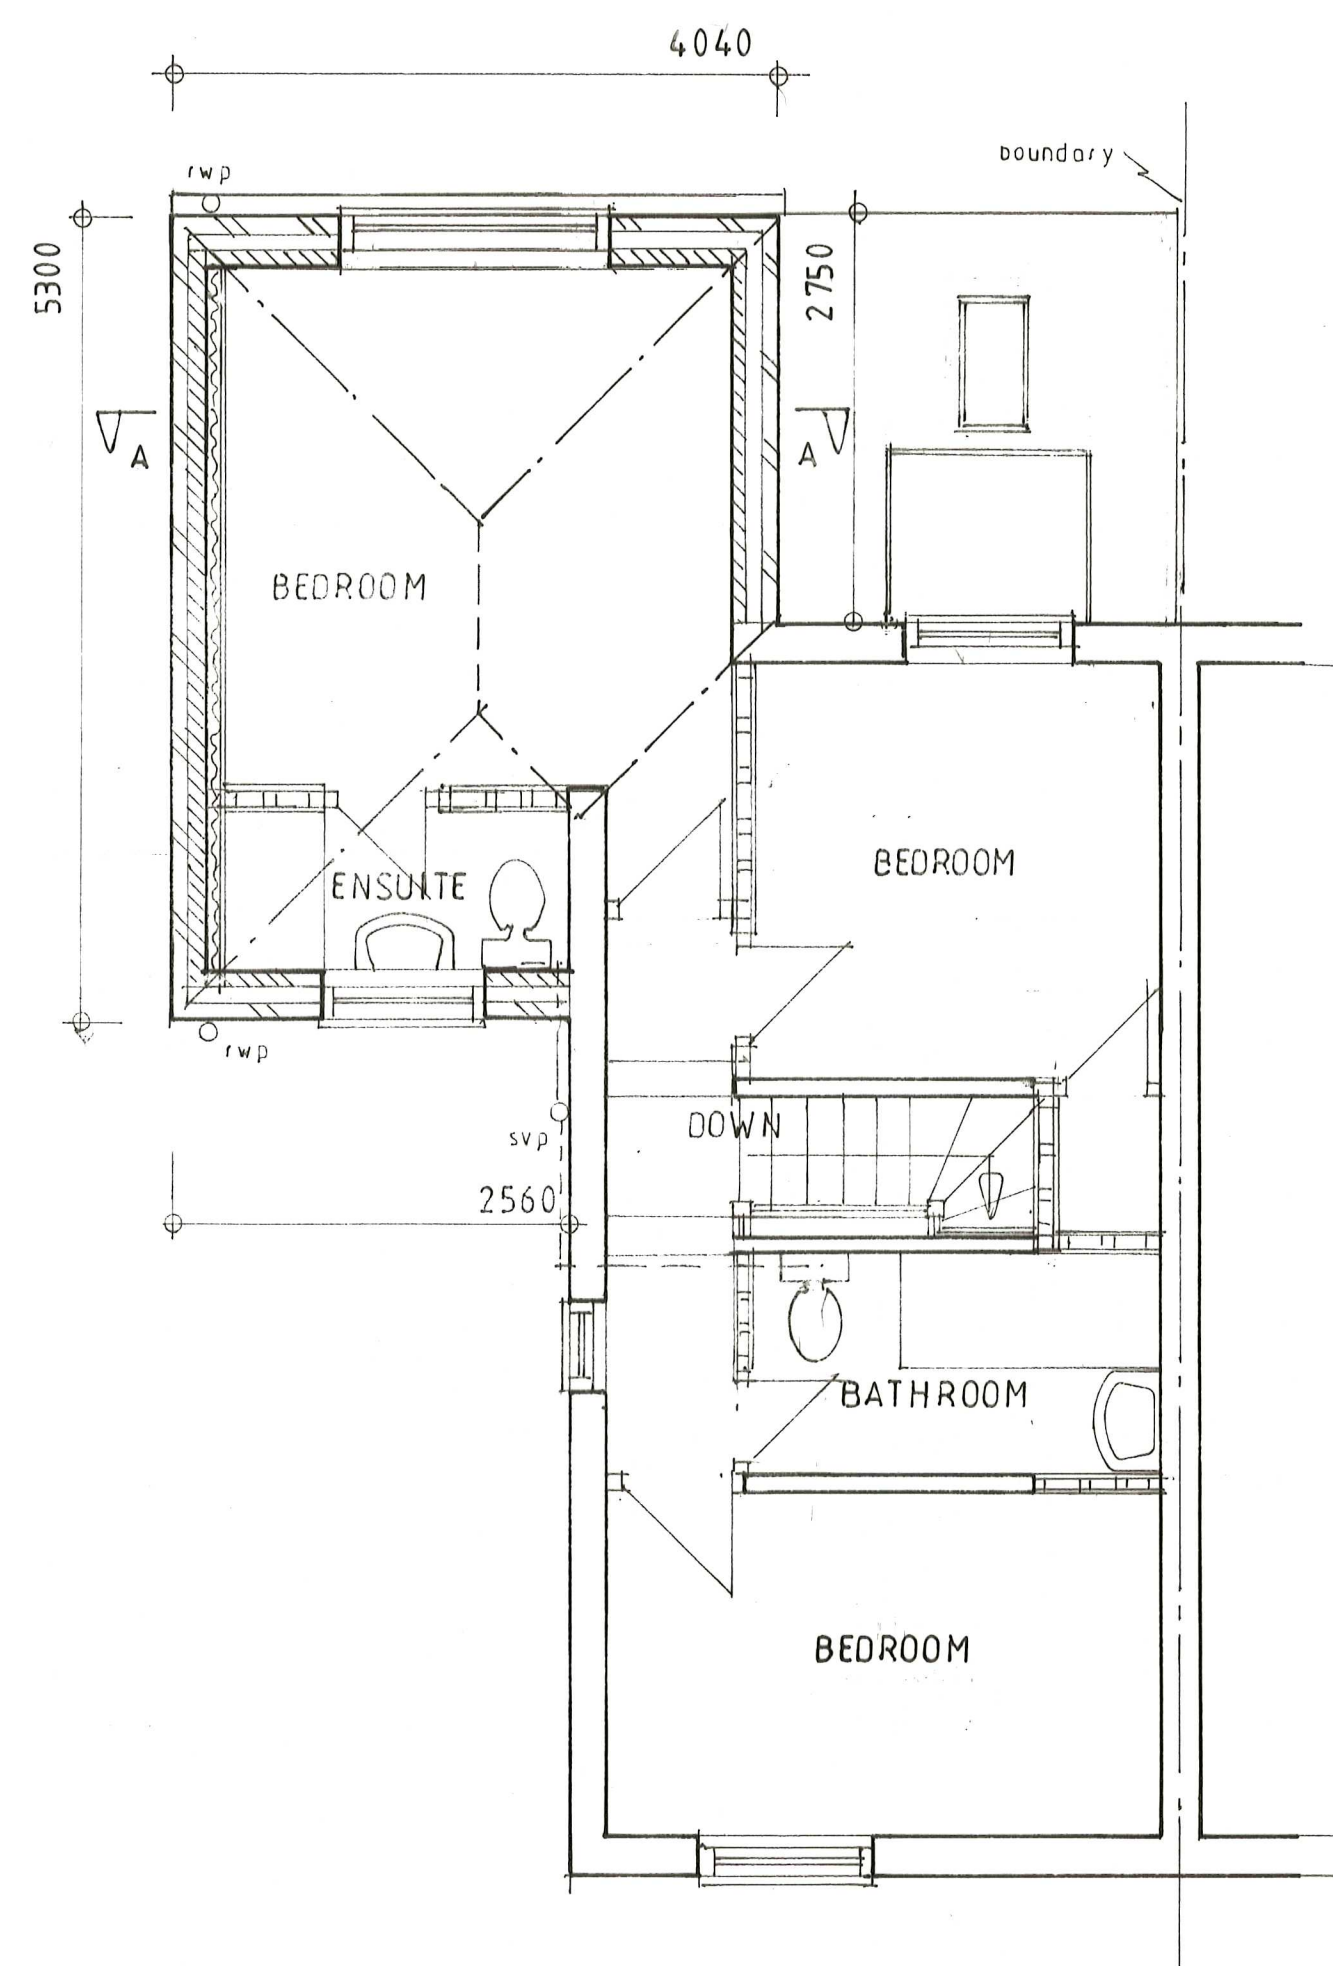 4040
boundary
rwp
5300
2750
A
A
BEDROOM
BEDROOM
ENSUITE
rwp
DOWN
svp
2560
BATHROOM
BEDROOM